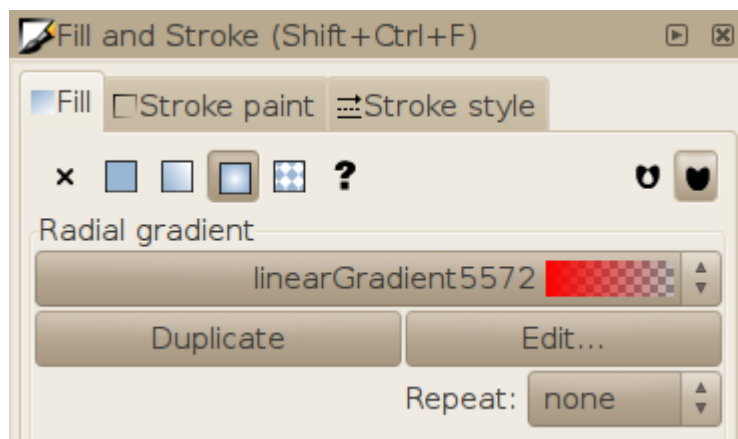 Fill and Stroke (Shift+Ctrl+F)
Fill Stroke paint Stroke style
?
Radial gradient
linearGradient5572
Duplicate Edit...
Repeat: none